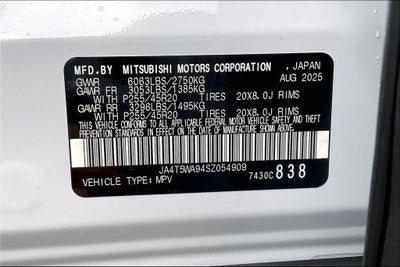 MFD.BY MITSUBISHI MOTORS CORPORATION , JAPAN
GVWR 6063LBS/2750KG AUG 2025
GAWR FR 3053LBS/1385KG
WITH P255/45R20 TIRES 20X8.0J RIMS
GAWR RR 3296LBS/1495KG
WITH P255/45R20 TIRES 20X8.0J RIMS
THIS VEHICLE CONFORMS TO ALL APPLICABLE FEDERAL MOTOR VEHICLE SAFETY AND THEFT
PREVENTION STANDARDS IN EFFECT ON THE DATE OF MANUFACTURE SHOWN ABOVE.
JA4T5WA94SZ054909
VEHICLE TYPE: MPV 7430C 838